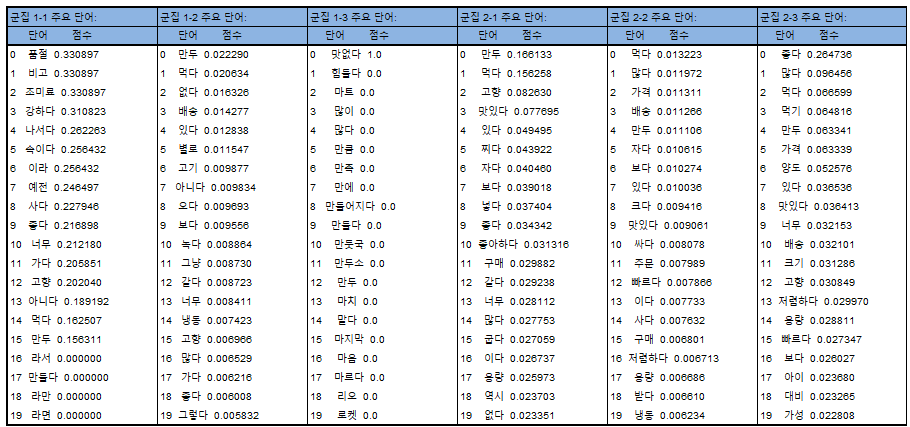 군집 1-1 주요 단어: 군집 1-2 주요 단어: 군집 1-3 주요 단어: 군집 2-1 주요 단어: 군집 2-2 주요 단어: 군집 2-3 주요 단어:
단어 점수 단어 점수 단어 점수 단어 점수 단어 점수 단어 점수
0 품절 0.330897 0 만두 0.022290 0 맛없다 1.0 0 만두 0.166133 0 먹다 0.013223 0 좋다 0.264736
1 비고 0.330897 1 먹다 0.020634 1 힘들다 0.0 1 먹다 0.156258 1 많다 0.011972 1 많다 0.096456
2 조미료 0.330897 2 없다 0.016326 2 마트 0.0 2 고향 0.082630 2 가격 0.011311 2 먹다 0.066599
3 강하다 0.310823 3 배송 0.014277 3 많이 0.0 3 맛있다 0.077695 3 배송 0.011266 3 먹기 0.064816
4 나서다 0.262263 4 있다 0.012838 4 많다 0.0 4 있다 0.049495 4 만두 0.011106 4 만두 0.063341
5 속이다 0.256432 5 별로 0.011547 5 만큼 0.0 5 찌다 0.043922 5 자다 0.010615 5 가격 0.063339
6 이라 0.256432 6 고기 0.009877 6 만족 0.0 6 자다 0.040460 6 보다 0.010274 6 양도 0.052576
7 예전 0.246497 7 아니다 0.009834 7 만에 0.0 7 보다 0.039018 7 있다 0.010036 7 있다 0.036536
8 사다 0.227946 8 오다 0.009693 8 만들어지다 0.0 8 넣다 0.037404 8 크다 0.009416 8 맛있다 0.036413
9 좋다 0.216898 9 보다 0.009556 9 만들다 0.0 9 좋다 0.034342 9 맛있다 0.009061 9 너무 0.032153
10 너무 0.212180 10 녹다 0.008864 10 만둣국 0.0 10 좋아하다 0.031316 10 싸다 0.008078 10 배송 0.032101
11 가다 0.205851 11 그냥 0.008730 11 만두소 0.0 11 구매 0.029882 11 주문 0.007989 11 크기 0.031286
12 고향 0.202040 12 같다 0.008723 12 만두 0.0 12 같다 0.029238 12 빠르다 0.007866 12 고향 0.030849
13 아니다 0.189192 13 너무 0.008411 13 마치 0.0 13 너무 0.028112 13 이다 0.007733 13 저렴하다 0.029970
14 먹다 0.162507 14 냉동 0.007423 14 말다 0.0 14 많다 0.027753 14 사다 0.007632 14 용량 0.028811
15 만두 0.156311 15 고향 0.006966 15 마지막 0.0 15 굽다 0.027059 15 구매 0.006801 15 빠르다 0.027347
16 라서 0.000000 16 많다 0.006529 16 마음 0.0 16 이다 0.026737 16 저렴하다 0.006713 16 보다 0.026027
17 만들다 0.000000 17 가다 0.006216 17 마르다 0.0 17 용량 0.025973 17 용량 0.006686 17 아이 0.023680
18 라만 0.000000 18 좋다 0.006008 18 리오 0.0 18 역시 0.023703 18 받다 0.006610 18 대비 0.023265
19 라면 0.000000 19 그렇다 0.005832 19 로켓 0.0 19 없다 0.023351 19 냉동 0.006234 19 가성 0.022808